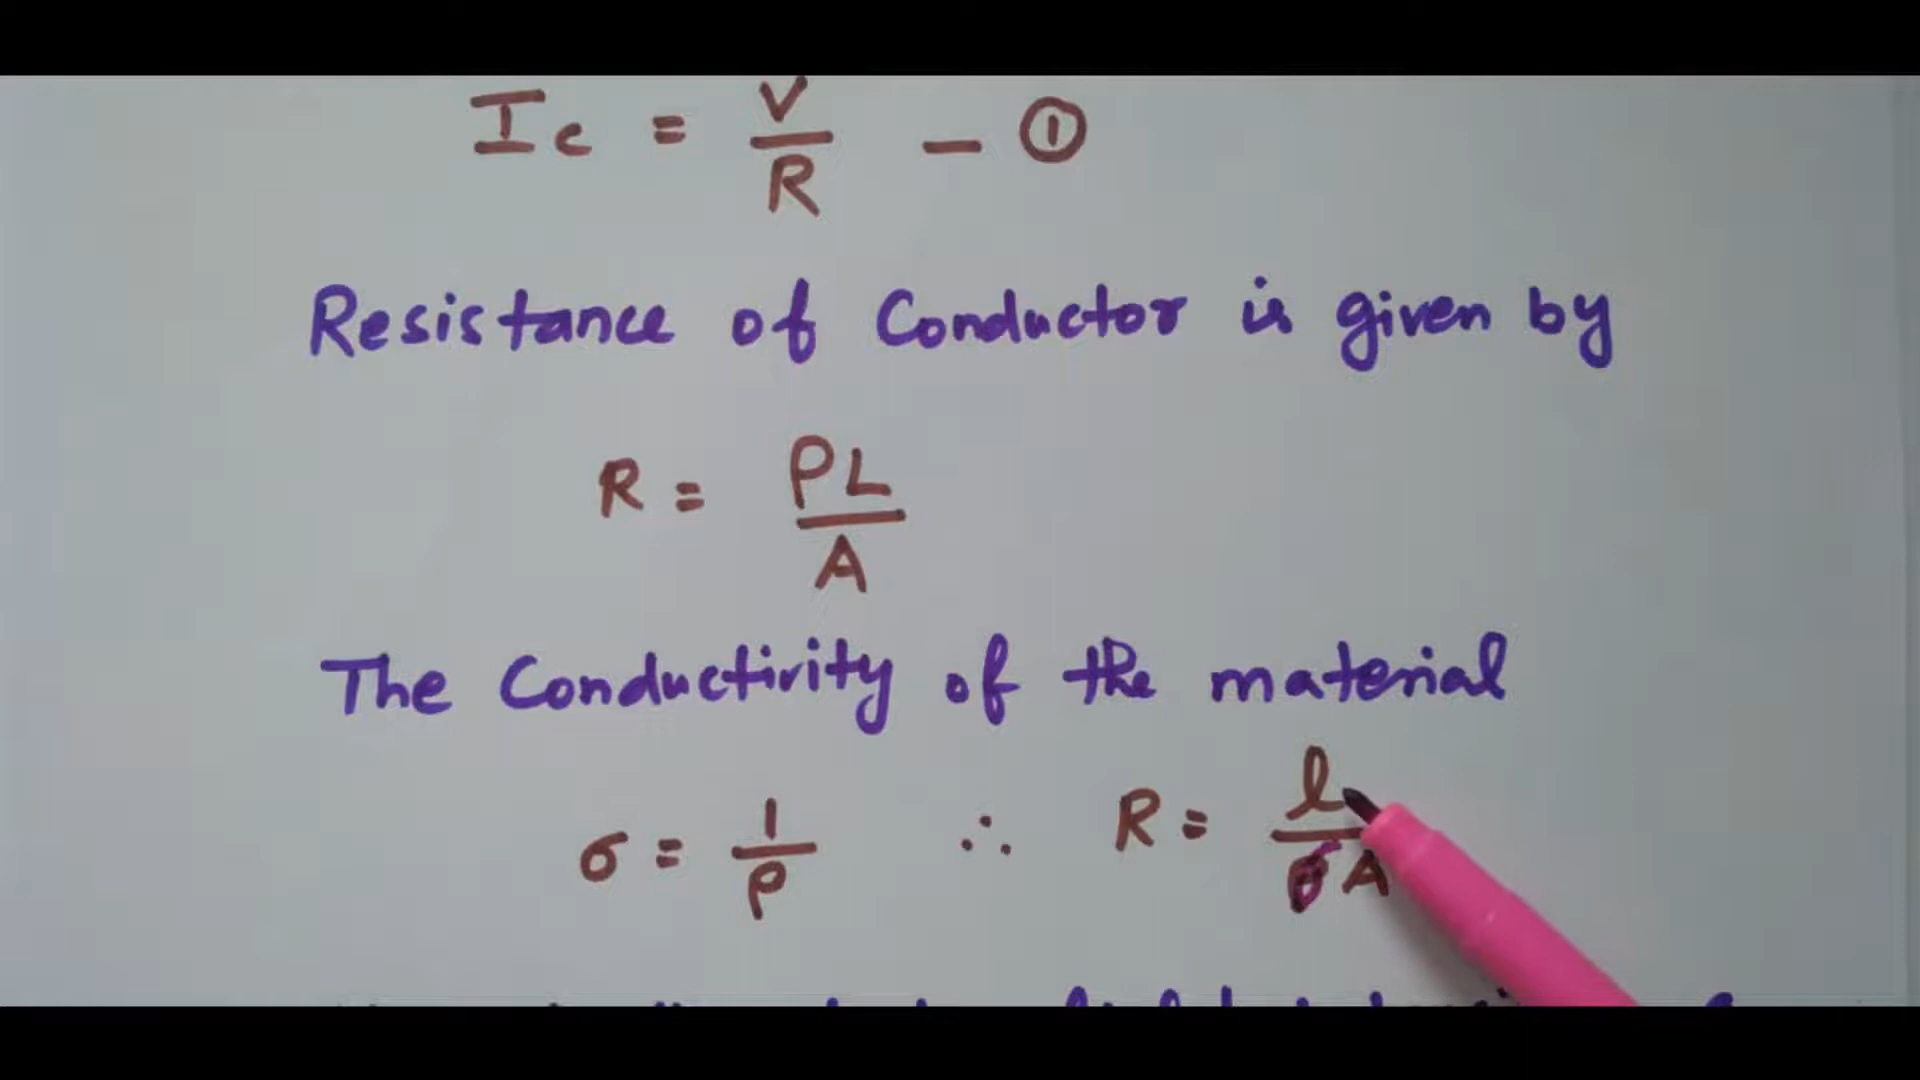 Ic = V/R - ①
Resistance of Conductor is given by
R = ρL/A
The Conductivity of the material
σ = 1/ρ ∴ R = l/σA